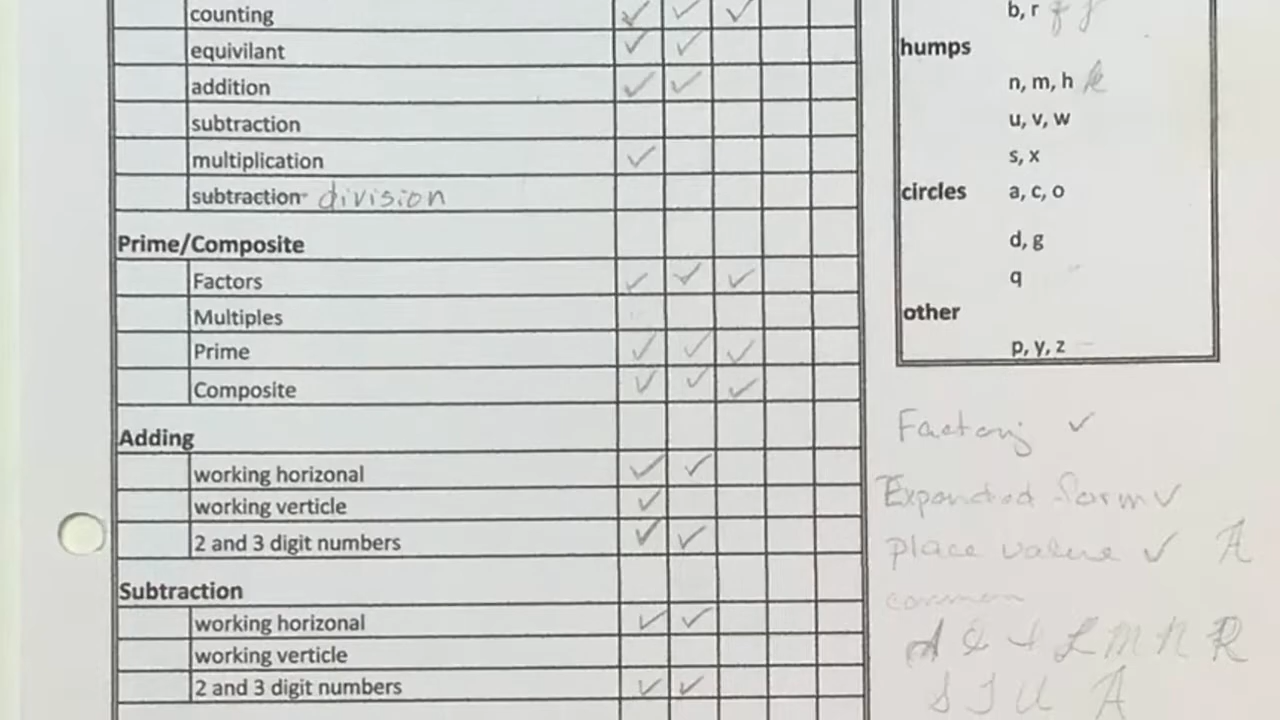 counting ✓ ✓ ✓
equivilant ✓ ✓
addition ✓ ✓
subtraction
multiplication ✓
subtraction division
Prime/Composite
Factors ✓ ✓ ✓
Multiples
Prime ✓ ✓ ✓
Composite ✓ ✓ ✓
Adding
working horizonal ✓ ✓
working verticle ✓
2 and 3 digit numbers ✓ ✓
Subtraction
working horizonal ✓ ✓
working verticle
2 and 3 digit numbers ✓ ✓
b, r f j
humps
n, m, h k
u, v, w
s, x
circles a, c, o
d, g
q
other
p, y, z
Factoring ✓
Expanded form ✓
place value ✓ A
common
L M N R
S J U A